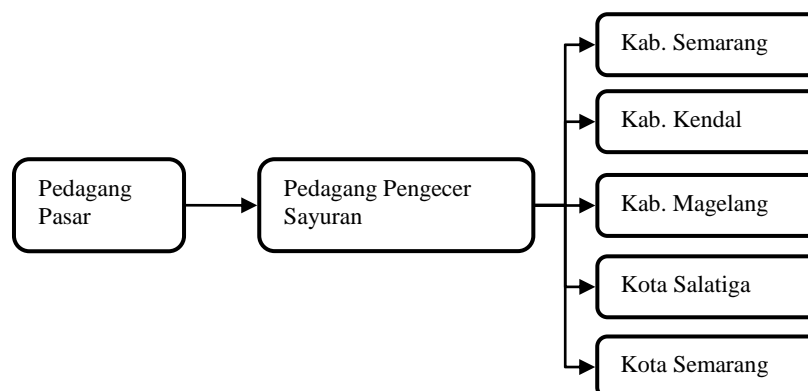 Pedagang
Pasar
Pedagang Pengecer
Sayuran
Kab. Semarang
Kab. Kendal
Kab. Magelang
Kota Salatiga
Kota Semarang